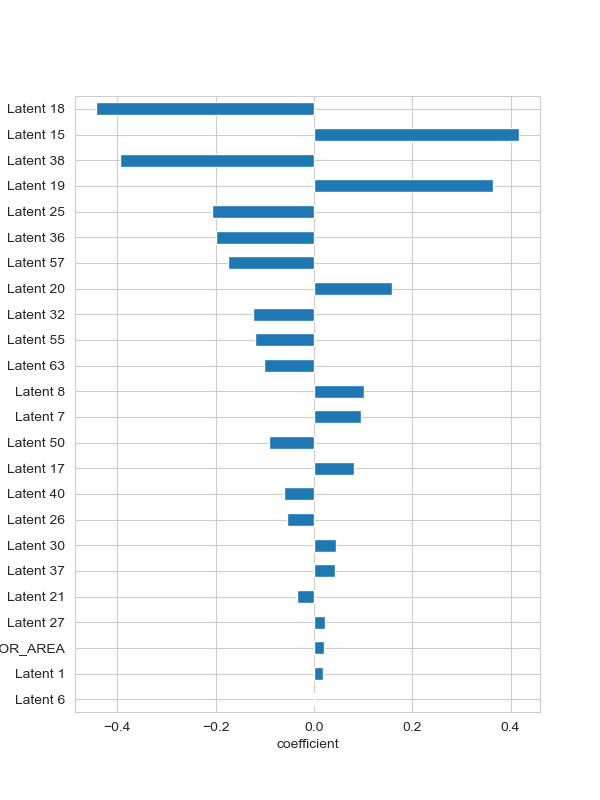 Latent 18
Latent 15
Latent 38
Latent 19
Latent 25
Latent 36
Latent 57
Latent 20
Latent 32
Latent 55
Latent 63
Latent 8
Latent 7
Latent 50
Latent 17
Latent 40
Latent 26
Latent 30
Latent 37
Latent 21
Latent 27
OR_AREA
Latent 1
Latent 6
−0.4 −0.2 0.0 0.2 0.4
coefficient